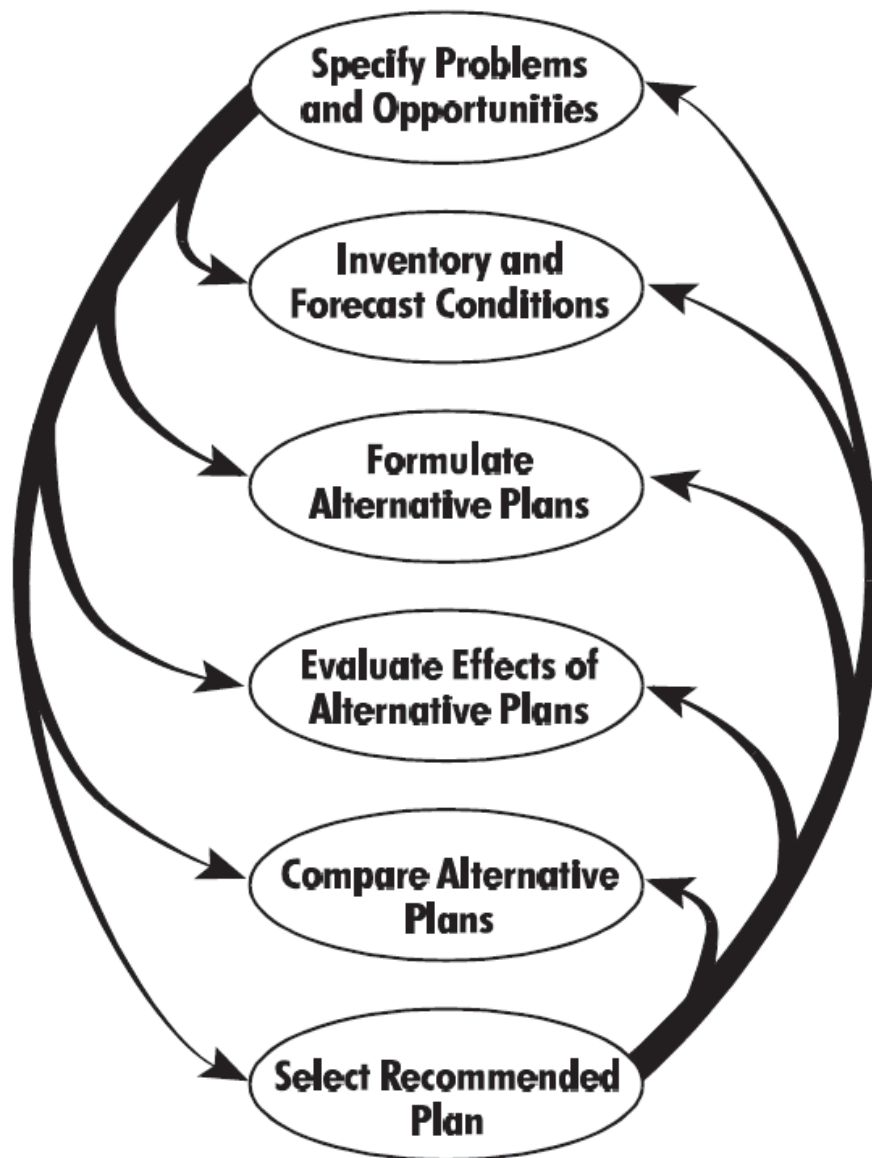 Specify Problems
and Opportunities
Inventory and
Forecast Conditions
Formulate
Alternative Plans
Evaluate Effects of
Alternative Plans
Compare Alternative
Plans
Select Recommended
Plan